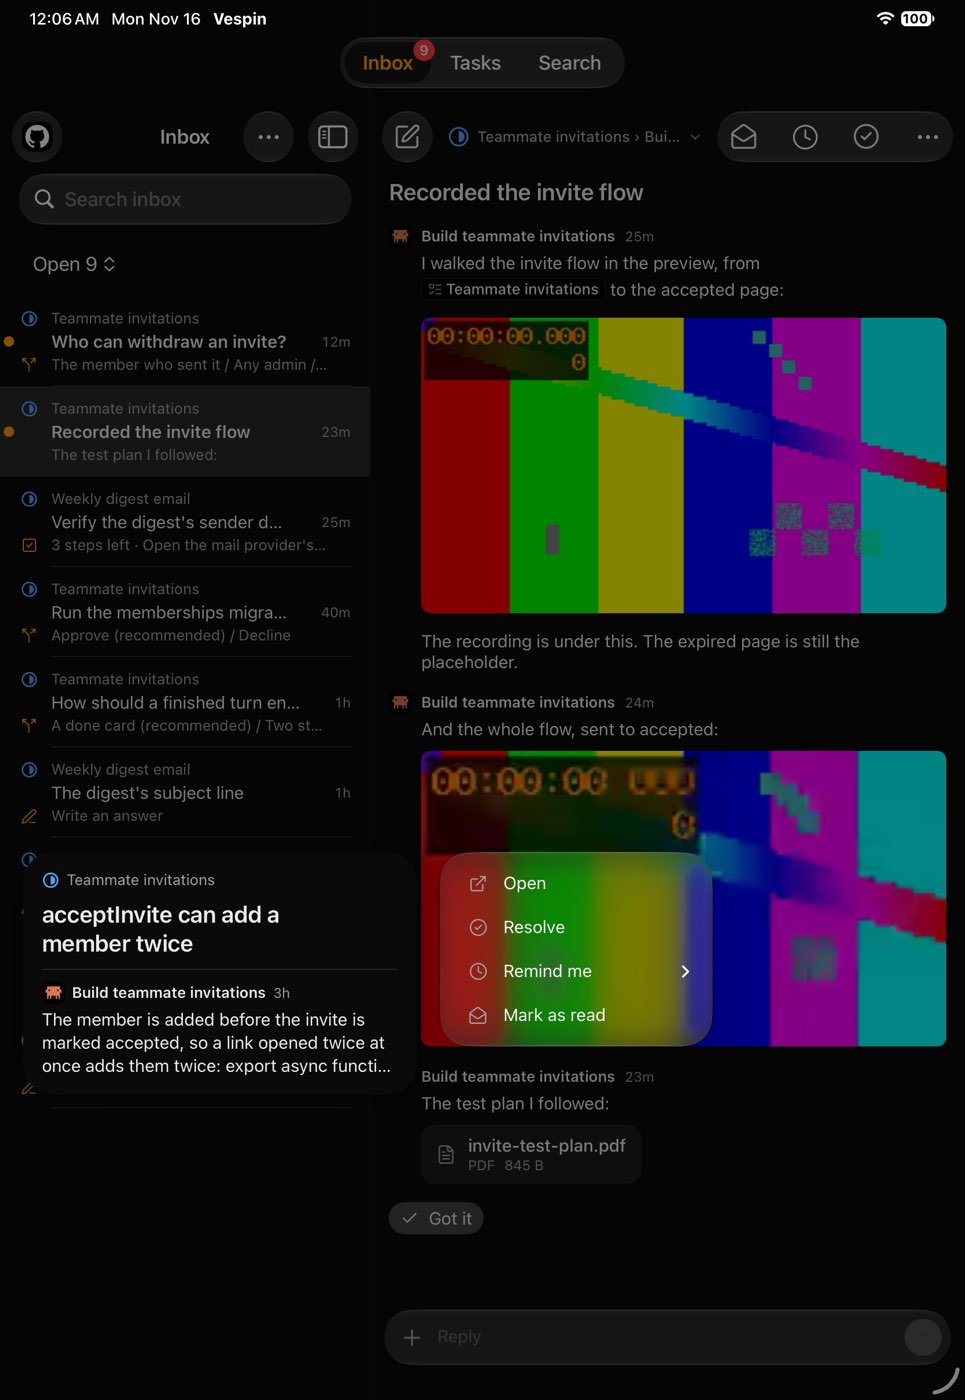 12:06 AM Mon Nov 16 Vespin
100
Inbox 9 Tasks Search
Inbox
Search inbox
Open 9
Teammate invitations
Who can withdraw an invite? 12m
The member who sent it / Any admin /...
Teammate invitations
Recorded the invite flow 23m
The test plan I followed:
Weekly digest email
Verify the digest's sender d... 25m
3 steps left · Open the mail provider's...
Teammate invitations
Run the memberships migra... 40m
Approve (recommended) / Decline
Teammate invitations
How should a finished turn en... 1h
A done card (recommended) / Two st...
Weekly digest email
The digest's subject line 1h
Write an answer
Teammate invitations
acceptInvite can add a
member twice
Build teammate invitations 3h
The member is added before the invite is
marked accepted, so a link opened twice at
once adds them twice: export async functi...
Teammate invitations › Bui...
Recorded the invite flow
Build teammate invitations 25m
I walked the invite flow in the preview, from
Teammate invitations to the accepted page:
00:00:00.000
0
The recording is under this. The expired page is still the
placeholder.
Build teammate invitations 24m
And the whole flow, sent to accepted:
00:00:00
0
Open
Resolve
Remind me
Mark as read
Build teammate invitations 23m
The test plan I followed:
invite-test-plan.pdf
PDF 845 B
Got it
Reply